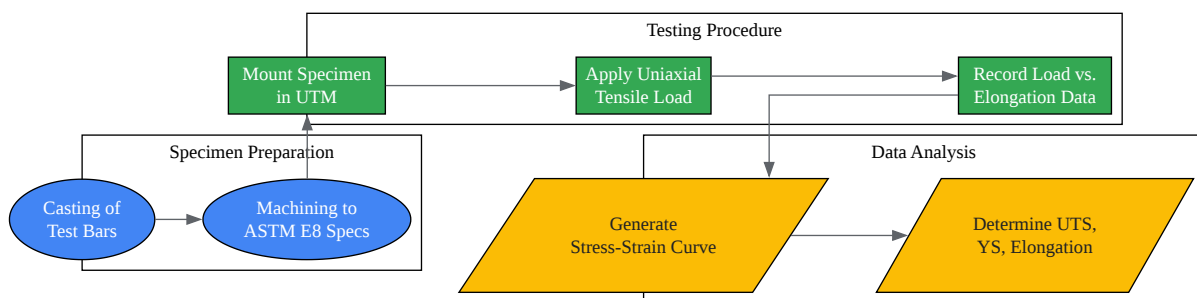 Testing Procedure
Mount Specimen
in UTM
Apply Uniaxial
Tensile Load
Record Load vs.
Elongation Data
Specimen Preparation
Casting of
Test Bars
Machining to
ASTM E8 Specs
Data Analysis
Generate
Stress-Strain Curve
Determine UTS,
YS, Elongation